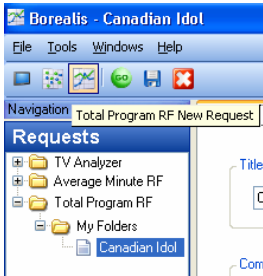 Borealis - Canadian Idol
File Tools Windows Help
GO
Navigation
Total Program RF New Request
Requests
TV Analyzer
Title
Average Minute RF
Total Program RF
My Folders
Canadian Idol
Com